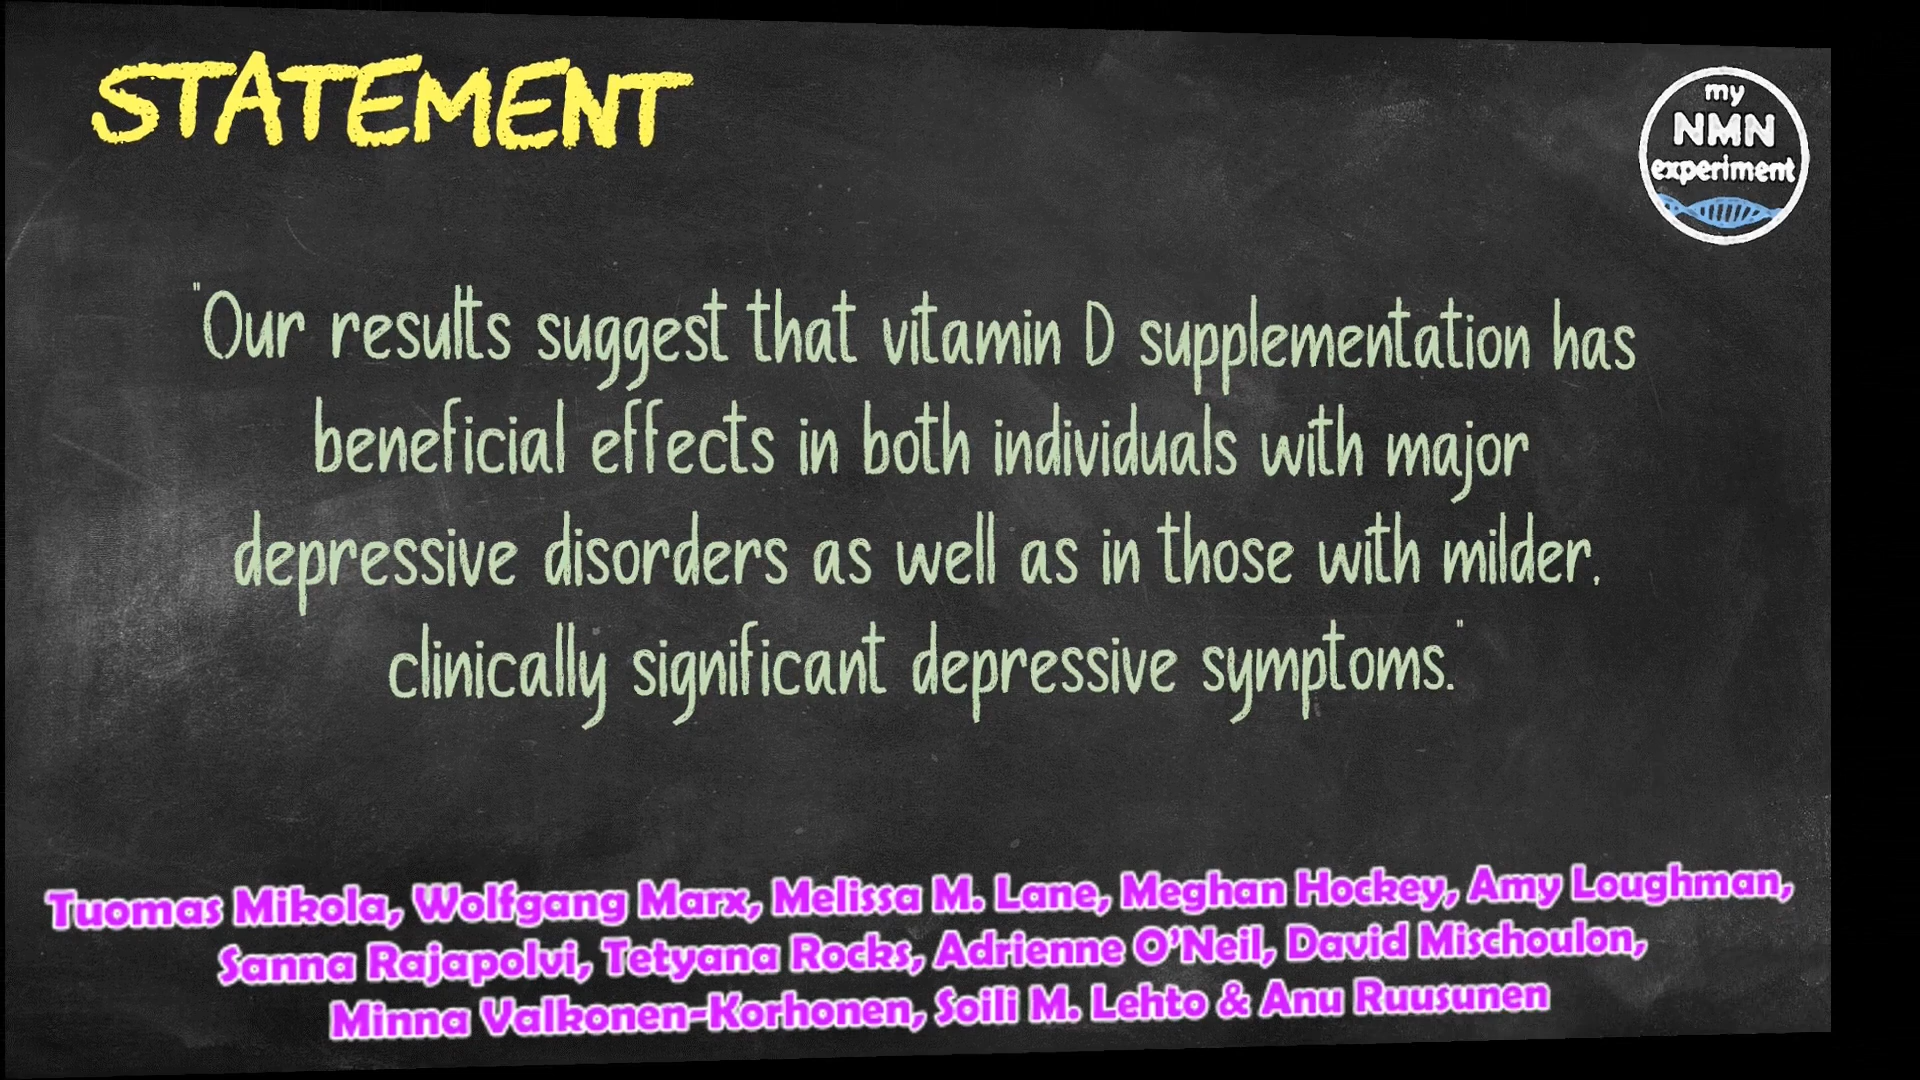 STATEMENT
my
NMN
experiment
"Our results suggest that vitamin D supplementation has
beneficial effects in both individuals with major
depressive disorders as well as in those with milder,
clinically significant depressive symptoms."
Tuomas Mikola, Wolfgang Marx, Melissa M. Lane, Meghan Hockey, Amy Loughman,
Sanna Rajapolvi, Tetyana Rocks, Adrienne O'Neil, David Mischoulon,
Minna Valkonen-Korhonen, Soili M. Lehto & Anu Ruusunen